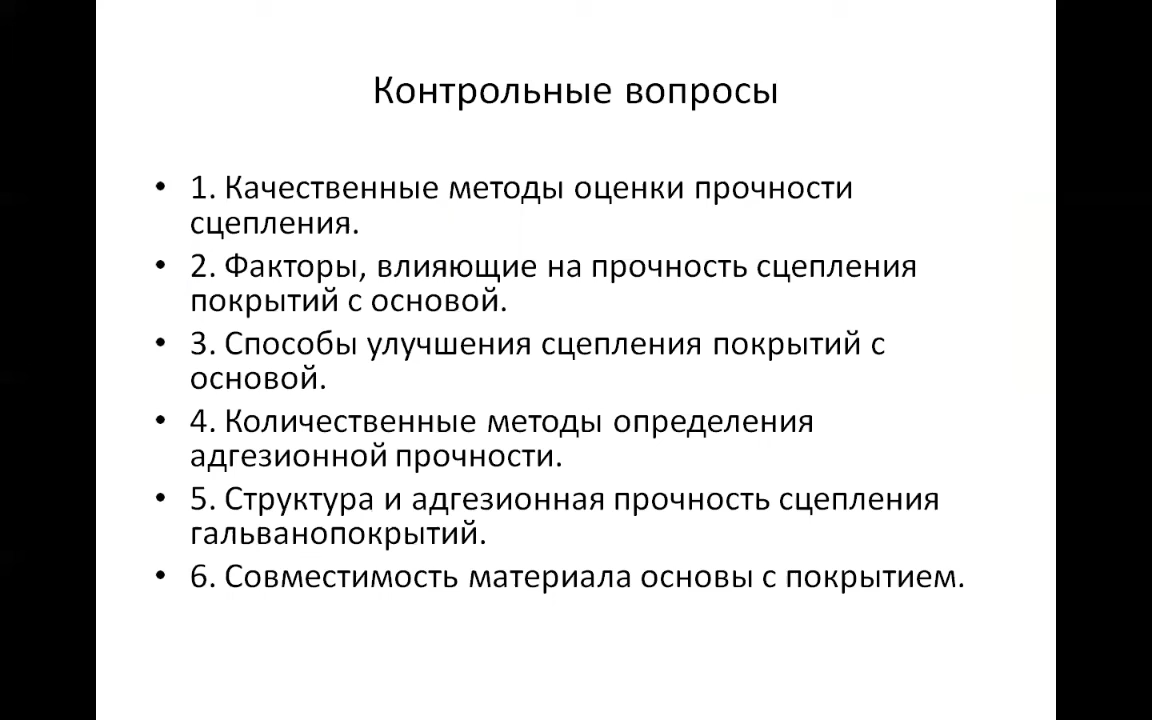 Контрольные вопросы
• 1. Качественные методы оценки прочности
сцепления.
• 2. Факторы, влияющие на прочность сцепления
покрытий с основой.
• 3. Способы улучшения сцепления покрытий с
основой.
• 4. Количественные методы определения
адгезионной прочности.
• 5. Структура и адгезионная прочность сцепления
гальванопокрытий.
• 6. Совместимость материала основы с покрытием.